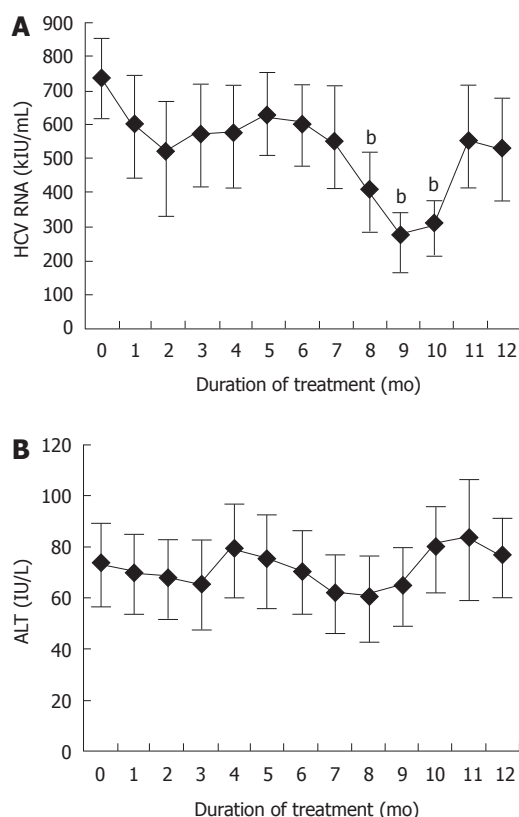 A
900
800
700
600
500
400
300
200
100
0
HCV RNA (kIU/mL)
b
b
b
0 1 2 3 4 5 6 7 8 9 10 11 12
Duration of treatment (mo)
B
120
100
80
60
40
20
0
ALT (IU/L)
0 1 2 3 4 5 6 7 8 9 10 11 12
Duration of treatment (mo)